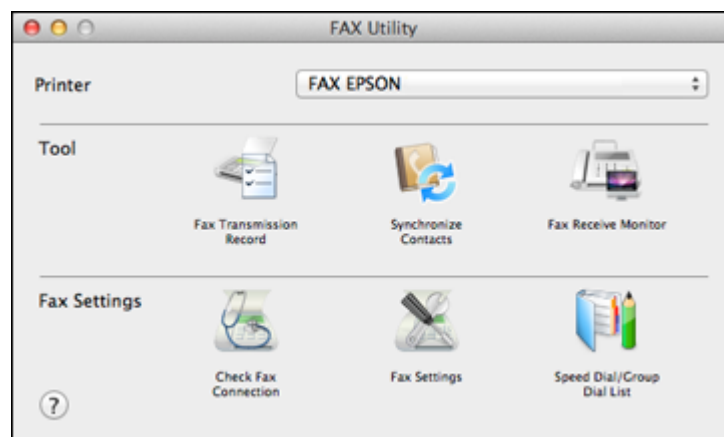 FAX Utility
Printer
FAX EPSON
Tool
Fax Transmission
Record
Synchronize
Contacts
Fax Receive Monitor
Fax Settings
Check Fax
Connection
Fax Settings
Speed Dial/Group
Dial List
?